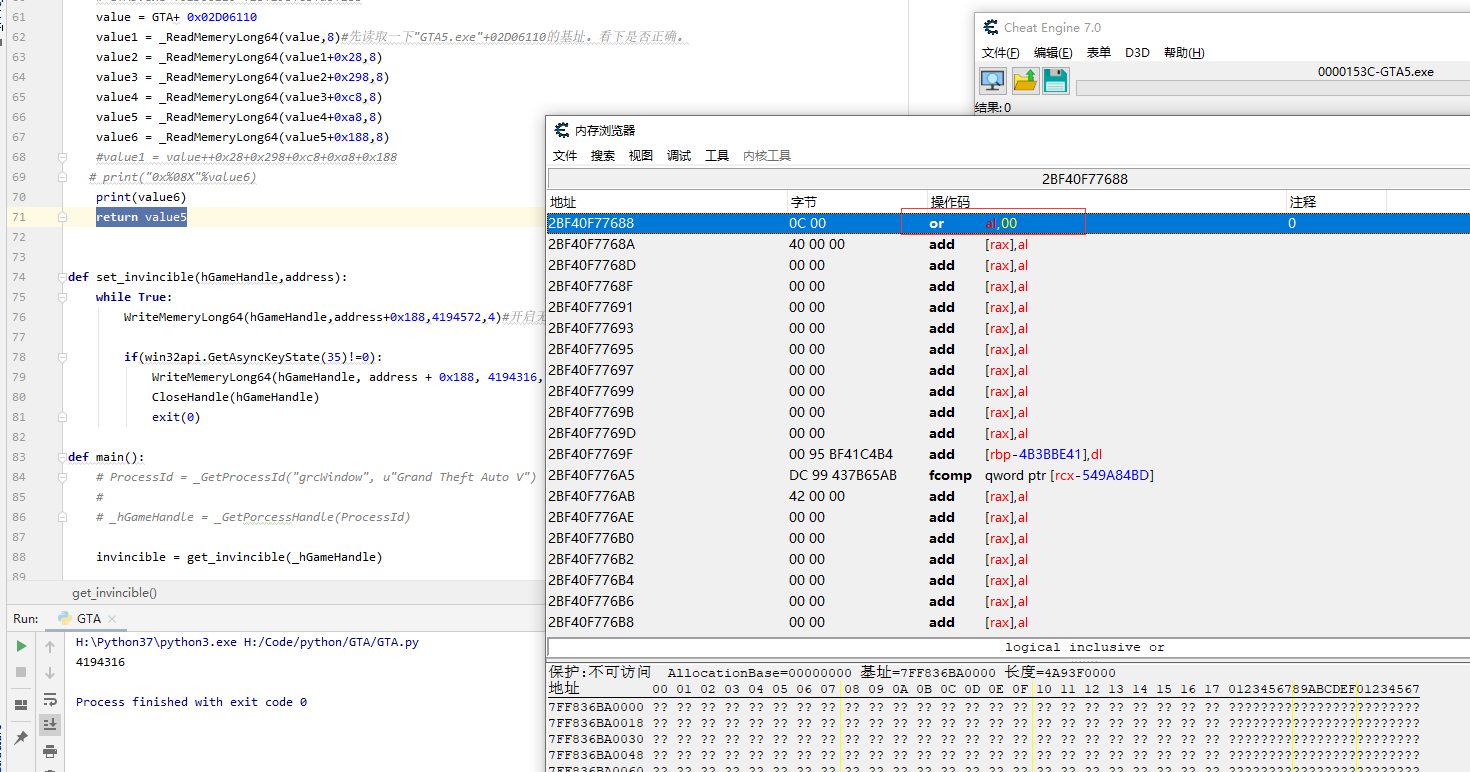 61 value = GTA+ 0x02D06110
62 value1 = _ReadMemeryLong64(value,8)#先读取一下"GTA5.exe"+02D06110的基址。看下是否正确。
63 value2 = _ReadMemeryLong64(value1+0x28,8)
64 value3 = _ReadMemeryLong64(value2+0x298,8)
65 value4 = _ReadMemeryLong64(value3+0xc8,8)
66 value5 = _ReadMemeryLong64(value4+0xa8,8)
67 value6 = _ReadMemeryLong64(value5+0x188,8)
68 #value1 = value++0x28+0x298+0xc8+0xa8+0x188
69 # print("0x%08X"%value6)
70 print(value6)
71 return value5
72
73
74 def set_invincible(hGameHandle,address):
75 while True:
76 WriteMemeryLong64(hGameHandle,address+0x188,4194572,4)#开启
77
78 if(win32api.GetAsyncKeyState(35)!=0):
79 WriteMemeryLong64(hGameHandle, address + 0x188, 4194316,
80 CloseHandle(hGameHandle)
81 exit(0)
82
83 def main():
84 # ProcessId = _GetProcessId("grcWindow", u"Grand Theft Auto V")
85 #
86 # _hGameHandle = _GetPorcessHandle(ProcessId)
87
88 invincible = get_invincible(_hGameHandle)
89
get_invincible()
Run: GTA
H:\Python37\python3.exe H:/Code/python/GTA/GTA.py
4194316
Process finished with exit code 0
Cheat Engine 7.0
文件(F) 编辑(E) 表单 D3D 帮助(H)
0000153C-GTA5.exe
结果: 0
内存浏览器
文件 搜索 视图 调试 工具 内核工具
2BF40F77688
地址 字节 操作码 注释
2BF40F77688 0C 00 or al,00 0
2BF40F7768A 40 00 00 add [rax],al
2BF40F7768D 00 00 add [rax],al
2BF40F7768F 00 00 add [rax],al
2BF40F77691 00 00 add [rax],al
2BF40F77693 00 00 add [rax],al
2BF40F77695 00 00 add [rax],al
2BF40F77697 00 00 add [rax],al
2BF40F77699 00 00 add [rax],al
2BF40F7769B 00 00 add [rax],al
2BF40F7769D 00 00 add [rax],al
2BF40F7769F 00 95 BF41C4B4 add [rbp-4B3BBE41],dl
2BF40F776A5 DC 99 437B65AB fcomp qword ptr [rcx-549A84BD]
2BF40F776AB 42 00 00 add [rax],al
2BF40F776AE 00 00 add [rax],al
2BF40F776B0 00 00 add [rax],al
2BF40F776B2 00 00 add [rax],al
2BF40F776B4 00 00 add [rax],al
2BF40F776B6 00 00 add [rax],al
2BF40F776B8 00 00 add [rax],al
logical inclusive or
保护:不可访问 AllocationBase=00000000 基址=7FF836BA0000 长度=4A93F0000
地址 00 01 02 03 04 05 06 07 08 09 0A 0B 0C 0D 0E 0F 10 11 12 13 14 15 16 17 0123456789ABCDEF01234567
7FF836BA0000 ?? ?? ?? ?? ?? ?? ?? ?? ?? ?? ?? ?? ?? ?? ?? ?? ?? ?? ?? ?? ?? ?? ?? ?? ????????????????????????
7FF836BA0018 ?? ?? ?? ?? ?? ?? ?? ?? ?? ?? ?? ?? ?? ?? ?? ?? ?? ?? ?? ?? ?? ?? ?? ?? ????????????????????????
7FF836BA0030 ?? ?? ?? ?? ?? ?? ?? ?? ?? ?? ?? ?? ?? ?? ?? ?? ?? ?? ?? ?? ?? ?? ?? ?? ????????????????????????
7FF836BA0048 ?? ?? ?? ?? ?? ?? ?? ?? ?? ?? ?? ?? ?? ?? ?? ?? ?? ?? ?? ?? ?? ?? ?? ?? ????????????????????????
7FF836BA0060 ?? ?? ?? ?? ?? ?? ?? ?? ?? ?? ?? ?? ?? ?? ?? ?? ?? ?? ?? ?? ?? ?? ?? ?? ????????????????????????